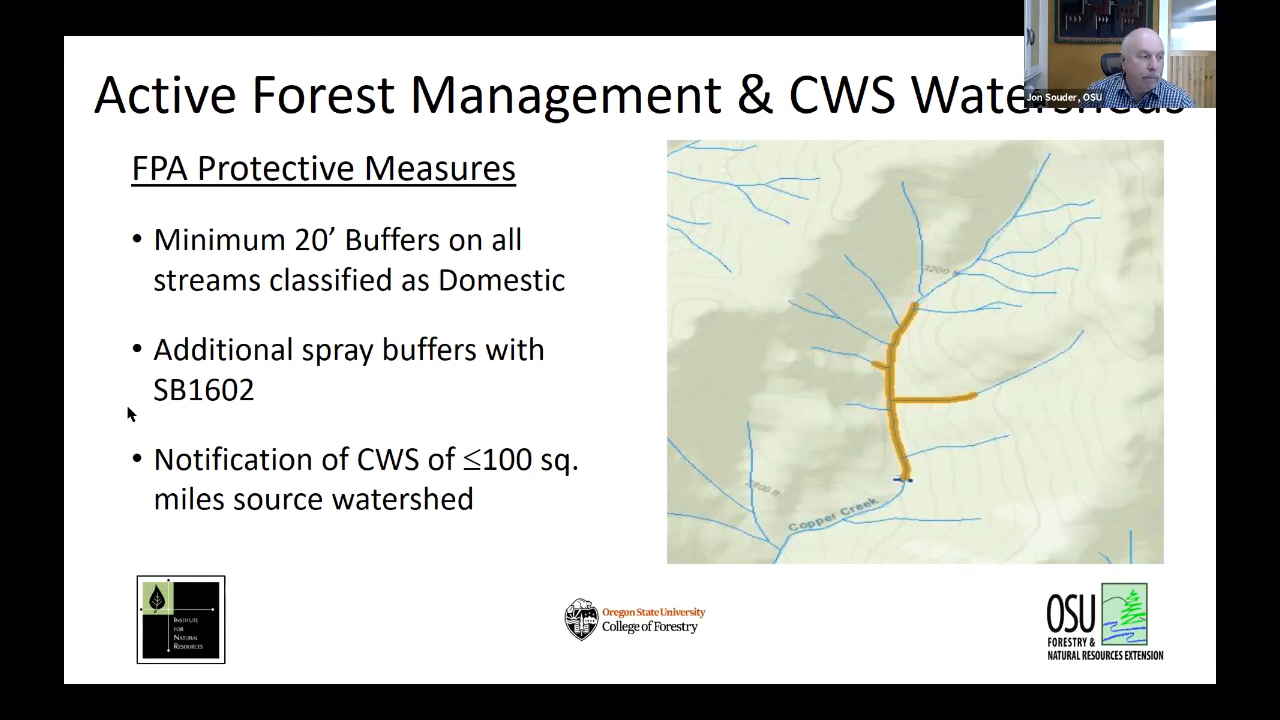 Active Forest Management & CWS Watersheds
Jon Souder, OSU
FPA Protective Measures
• Minimum 20’ Buffers on all
streams classified as Domestic
• Additional spray buffers with
SB1602
• Notification of CWS of ≤100 sq.
miles source watershed
3200 ft
Copper Creek
INSTITUTE
FOR
NATURAL
RESOURCES
Oregon State University
College of Forestry
OSU
FORESTRY &
NATURAL RESOURCES EXTENSION